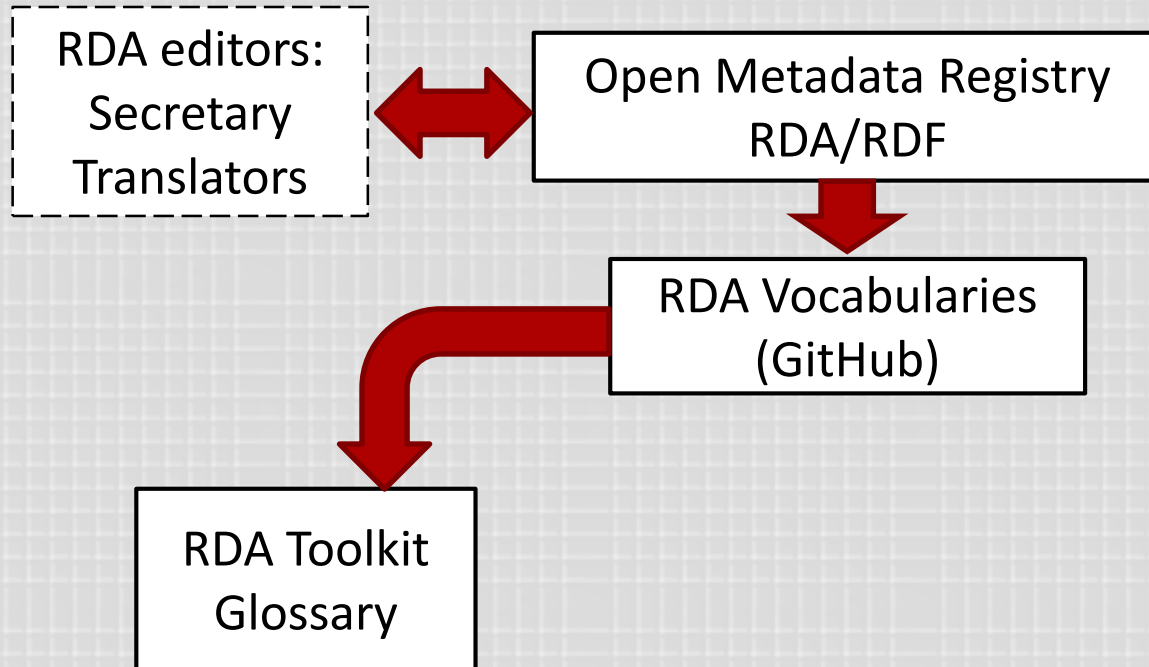 RDA editors:
Secretary
Translators
Open Metadata Registry
RDA/RDF
RDA Vocabularies
(GitHub)
RDA Toolkit
Glossary